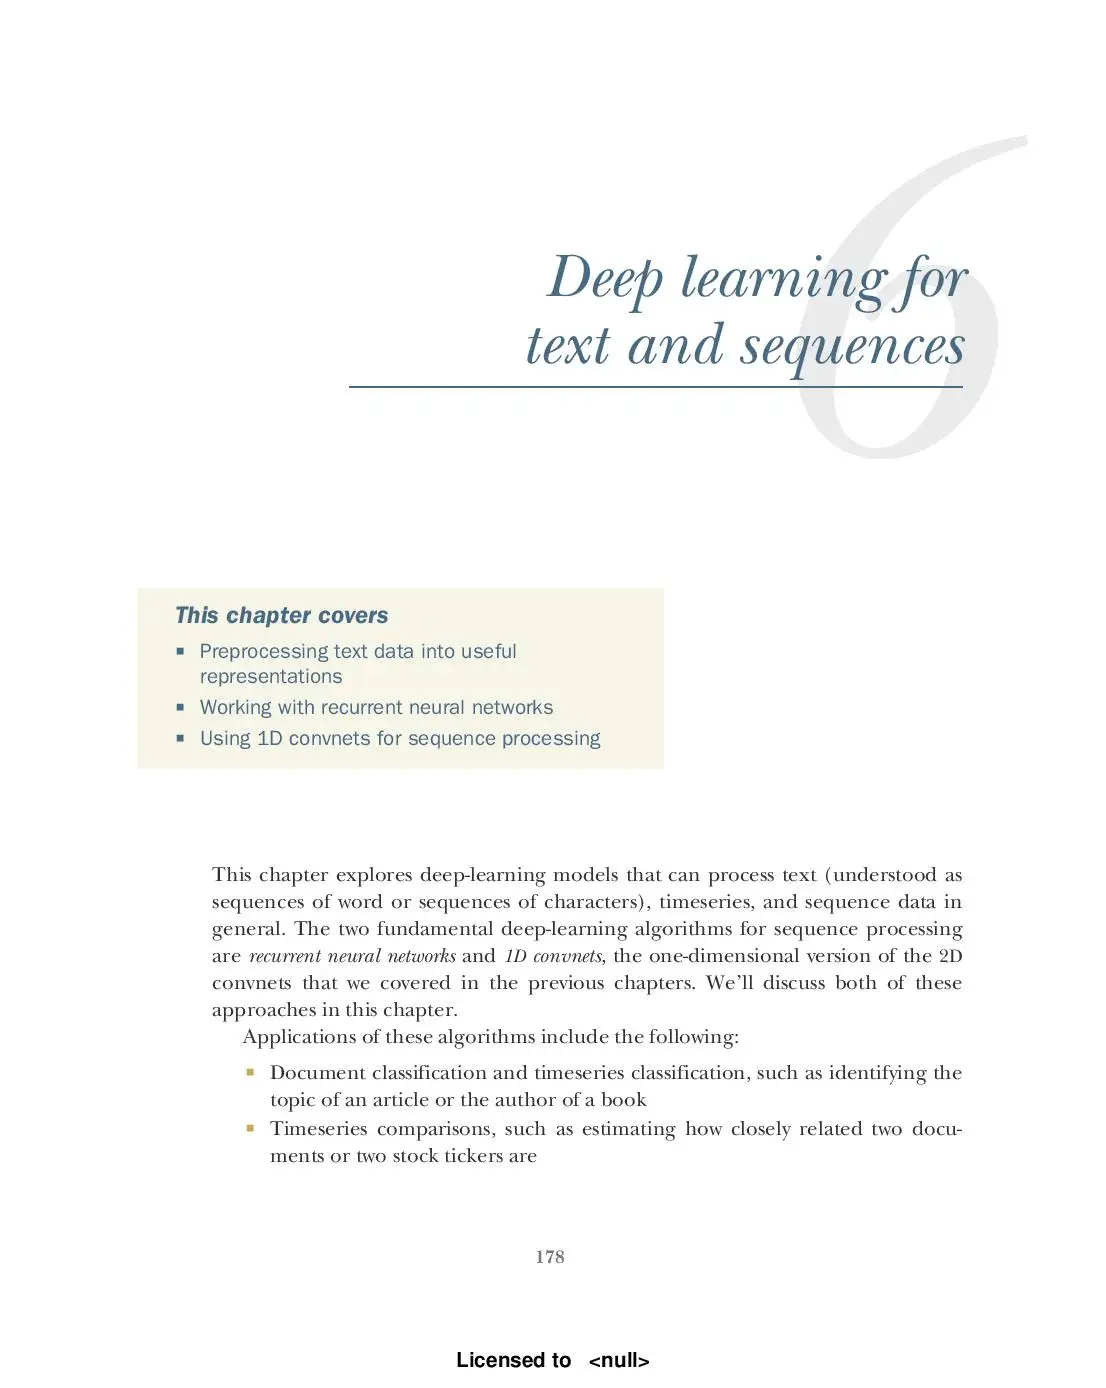 6
Deep learning for
text and sequences
This chapter covers
▪ Preprocessing text data into useful
representations
▪ Working with recurrent neural networks
▪ Using 1D convnets for sequence processing
This chapter explores deep-learning models that can process text (understood as
sequences of word or sequences of characters), timeseries, and sequence data in
general. The two fundamental deep-learning algorithms for sequence processing
are recurrent neural networks and 1D convnets, the one-dimensional version of the 2D
convnets that we covered in the previous chapters. We’ll discuss both of these
approaches in this chapter.
Applications of these algorithms include the following:
▪ Document classification and timeseries classification, such as identifying the
topic of an article or the author of a book
▪ Timeseries comparisons, such as estimating how closely related two docu-
ments or two stock tickers are
178
Licensed to <null>